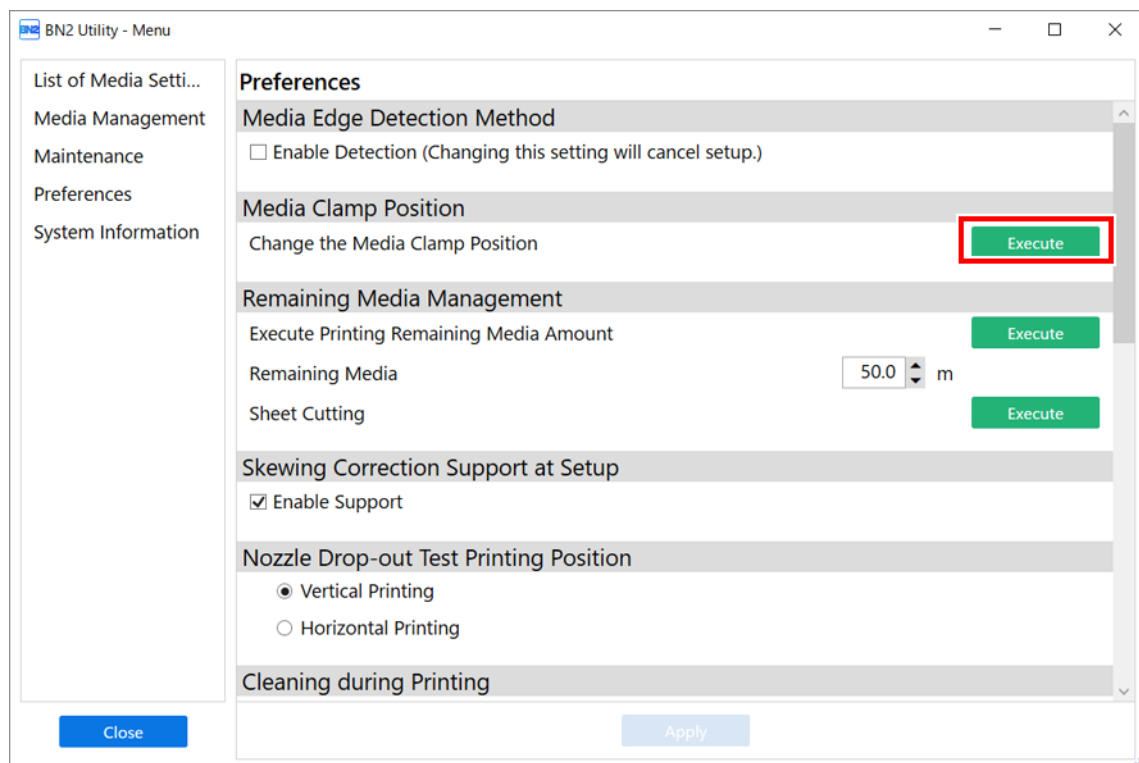 BN2 BN2 Utility - Menu
List of Media Setti...
Media Management
Maintenance
Preferences
System Information
Close
Preferences
Media Edge Detection Method
Enable Detection (Changing this setting will cancel setup.)
Media Clamp Position
Change the Media Clamp Position Execute
Remaining Media Management
Execute Printing Remaining Media Amount Execute
Remaining Media 50.0 m
Sheet Cutting Execute
Skewing Correction Support at Setup
Enable Support
Nozzle Drop-out Test Printing Position
Vertical Printing
Horizontal Printing
Cleaning during Printing
Apply